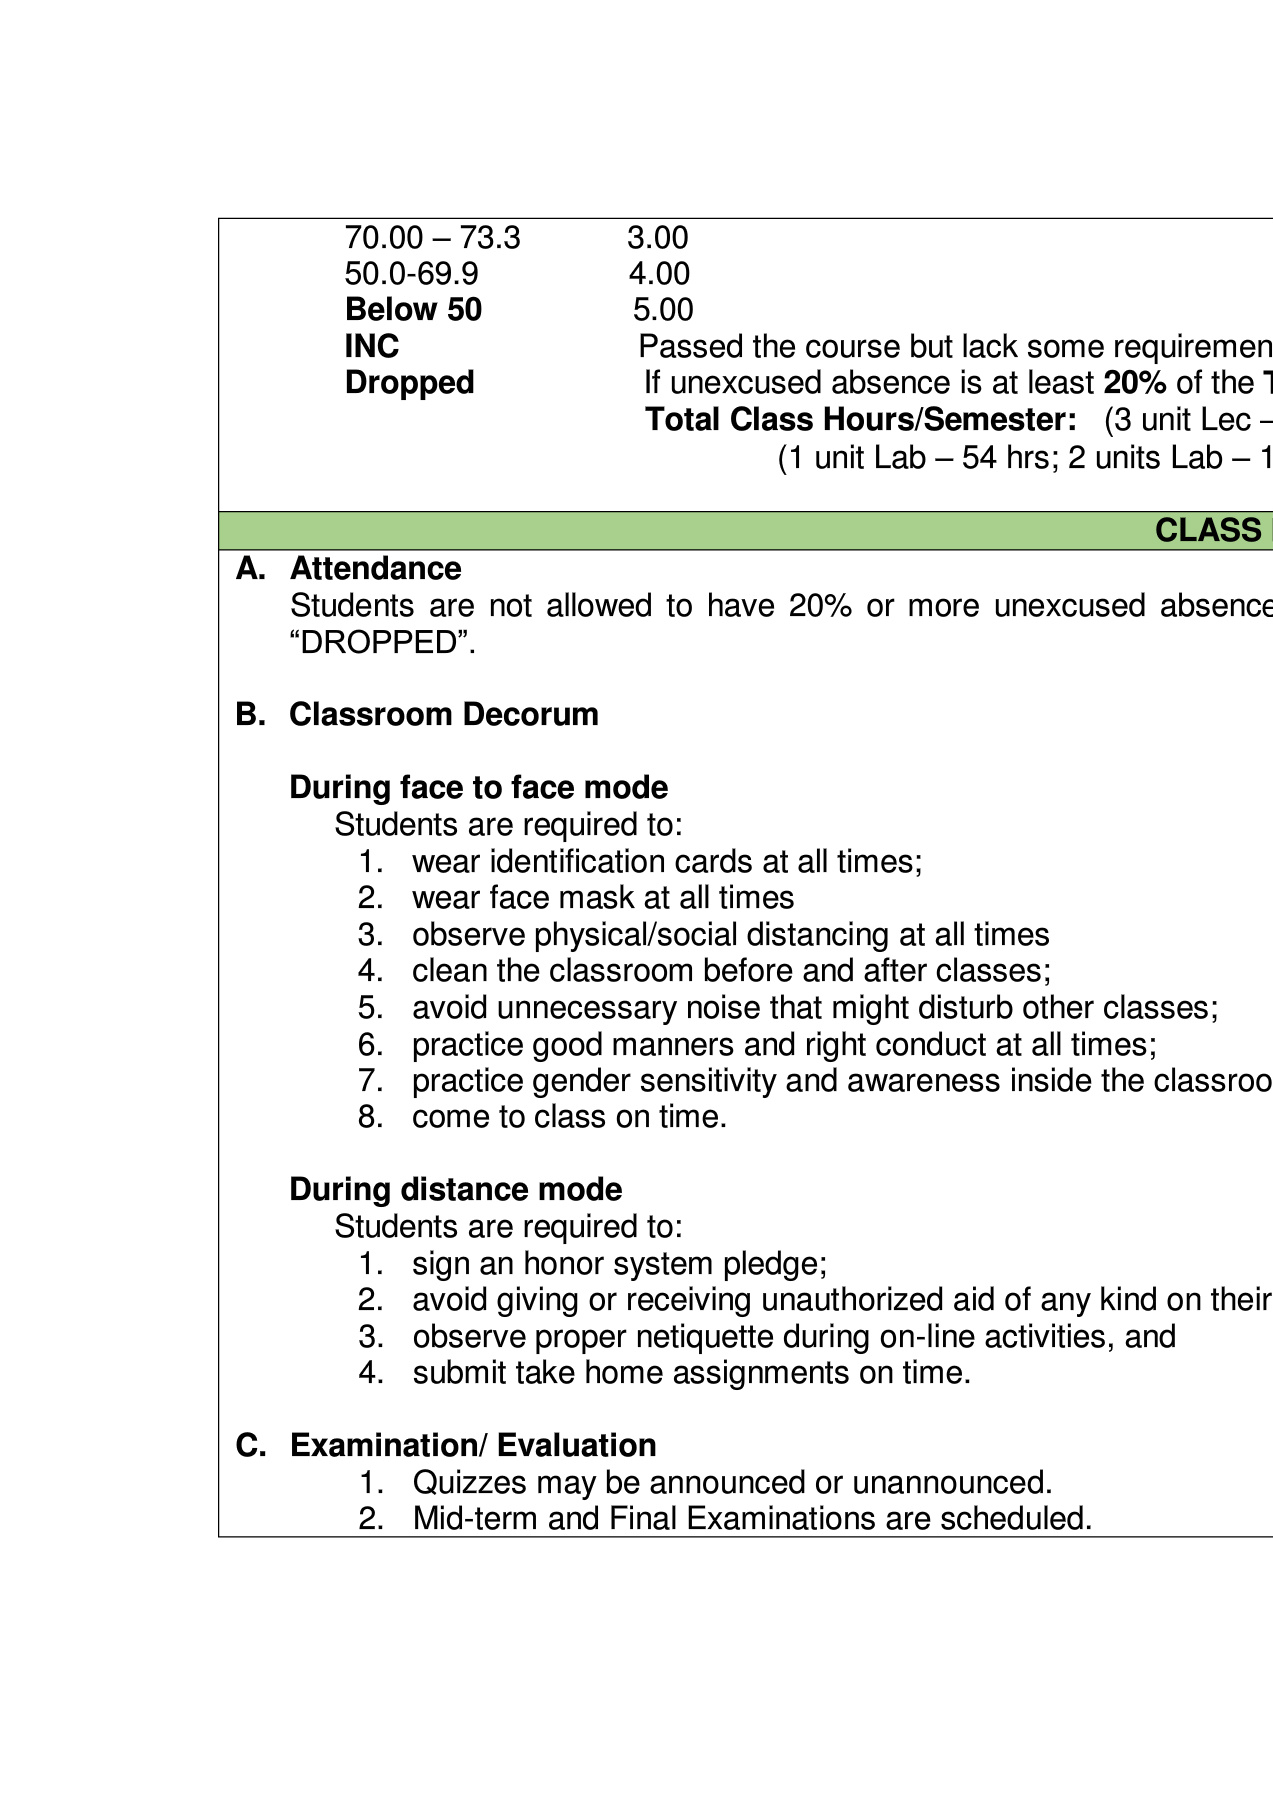 70.00 – 73.3 3.00
50.0-69.9 4.00
Below 50 5.00
INC Passed the course but lack some requiremen
Dropped If unexcused absence is at least 20% of the T
Total Class Hours/Semester: (3 unit Lec –
(1 unit Lab – 54 hrs; 2 units Lab – 1
CLASS
A. Attendance
Students are not allowed to have 20% or more unexcused absence
“DROPPED”.
B. Classroom Decorum
During face to face mode
Students are required to:
1. wear identification cards at all times;
2. wear face mask at all times
3. observe physical/social distancing at all times
4. clean the classroom before and after classes;
5. avoid unnecessary noise that might disturb other classes;
6. practice good manners and right conduct at all times;
7. practice gender sensitivity and awareness inside the classroo
8. come to class on time.
During distance mode
Students are required to:
1. sign an honor system pledge;
2. avoid giving or receiving unauthorized aid of any kind on their
3. observe proper netiquette during on-line activities, and
4. submit take home assignments on time.
C. Examination/ Evaluation
1. Quizzes may be announced or unannounced.
2. Mid-term and Final Examinations are scheduled.